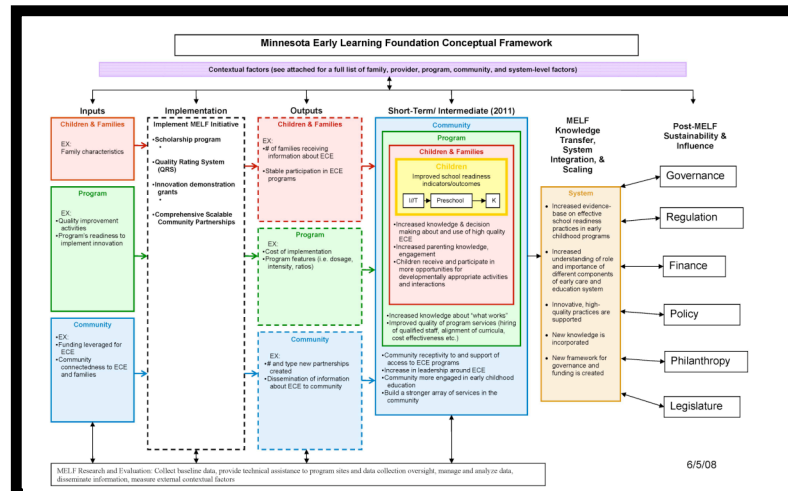 Minnesota Early Learning Foundation Conceptual Framework
Contextual factors (see attached for a full list of family, provider, program, community, and system-level factors)
Inputs
Children & Families
EX:
Family characteristics
Program
EX:
•Quality improvement
activities
•Program's readiness to
implement innovation
Community
•EX:
•Funding leveraged for
ECE
•Community
connectedness to ECE
and families
Implementation
Implement MELF Initiative
•Scholarship program
•
•Quality Rating System
(QRS)
•
•Innovation demonstration
grants
•
•Comprehensive Scalable
Community Partnerships
Outputs
Children & Families
EX:
•# of families receiving
information about ECE
•Stable participation in ECE
programs
Program
EX:
•Cost of implementation
•Program features (i.e. dosage,
intensity, ratios)
Community
EX:
•# and type new partnerships
created
•Dissemination of information
about ECE to community
Short-Term/ Intermediate (2011)
Community
Program
Children & Families
Children
Improved school readiness
indicators/outcomes
I/T
Preschool
K
•Increased knowledge & decision
making about and use of high quality
ECE
•Increased parenting knowledge,
engagement
•Children receive and participate in
more opportunities for
developmentally appropriate activities
and interactions
•Increased knowledge about "what works"
•Improved quality of program services (hiring
of qualified staff, alignment of curricula,
cost effectiveness etc.)
•Community receptivity to and support of
access to ECE programs
•Increase in leadership around ECE
•Community more engaged in early childhood
education
•Build a stronger array of services in the
community
MELF
Knowledge
Transfer,
System
Integration, &
Scaling
System
• Increased evidence-
base on effective
school readiness
practices in early
childhood programs
• Increased
understanding of role
and importance of
different components
of early care and
education system
• Innovative, high-
quality practices are
supported
• New knowledge is
incorporated
• New framework for
governance and
funding is created
Post-MELF
Sustainability &
Influence
Governance
Regulation
Finance
Policy
Philanthropy
Legislature
MELF Research and Evaluation: Collect baseline data, provide technical assistance to program sites and data collection oversight, manage and analyze data,
disseminate information, measure external contextual factors
6/5/08